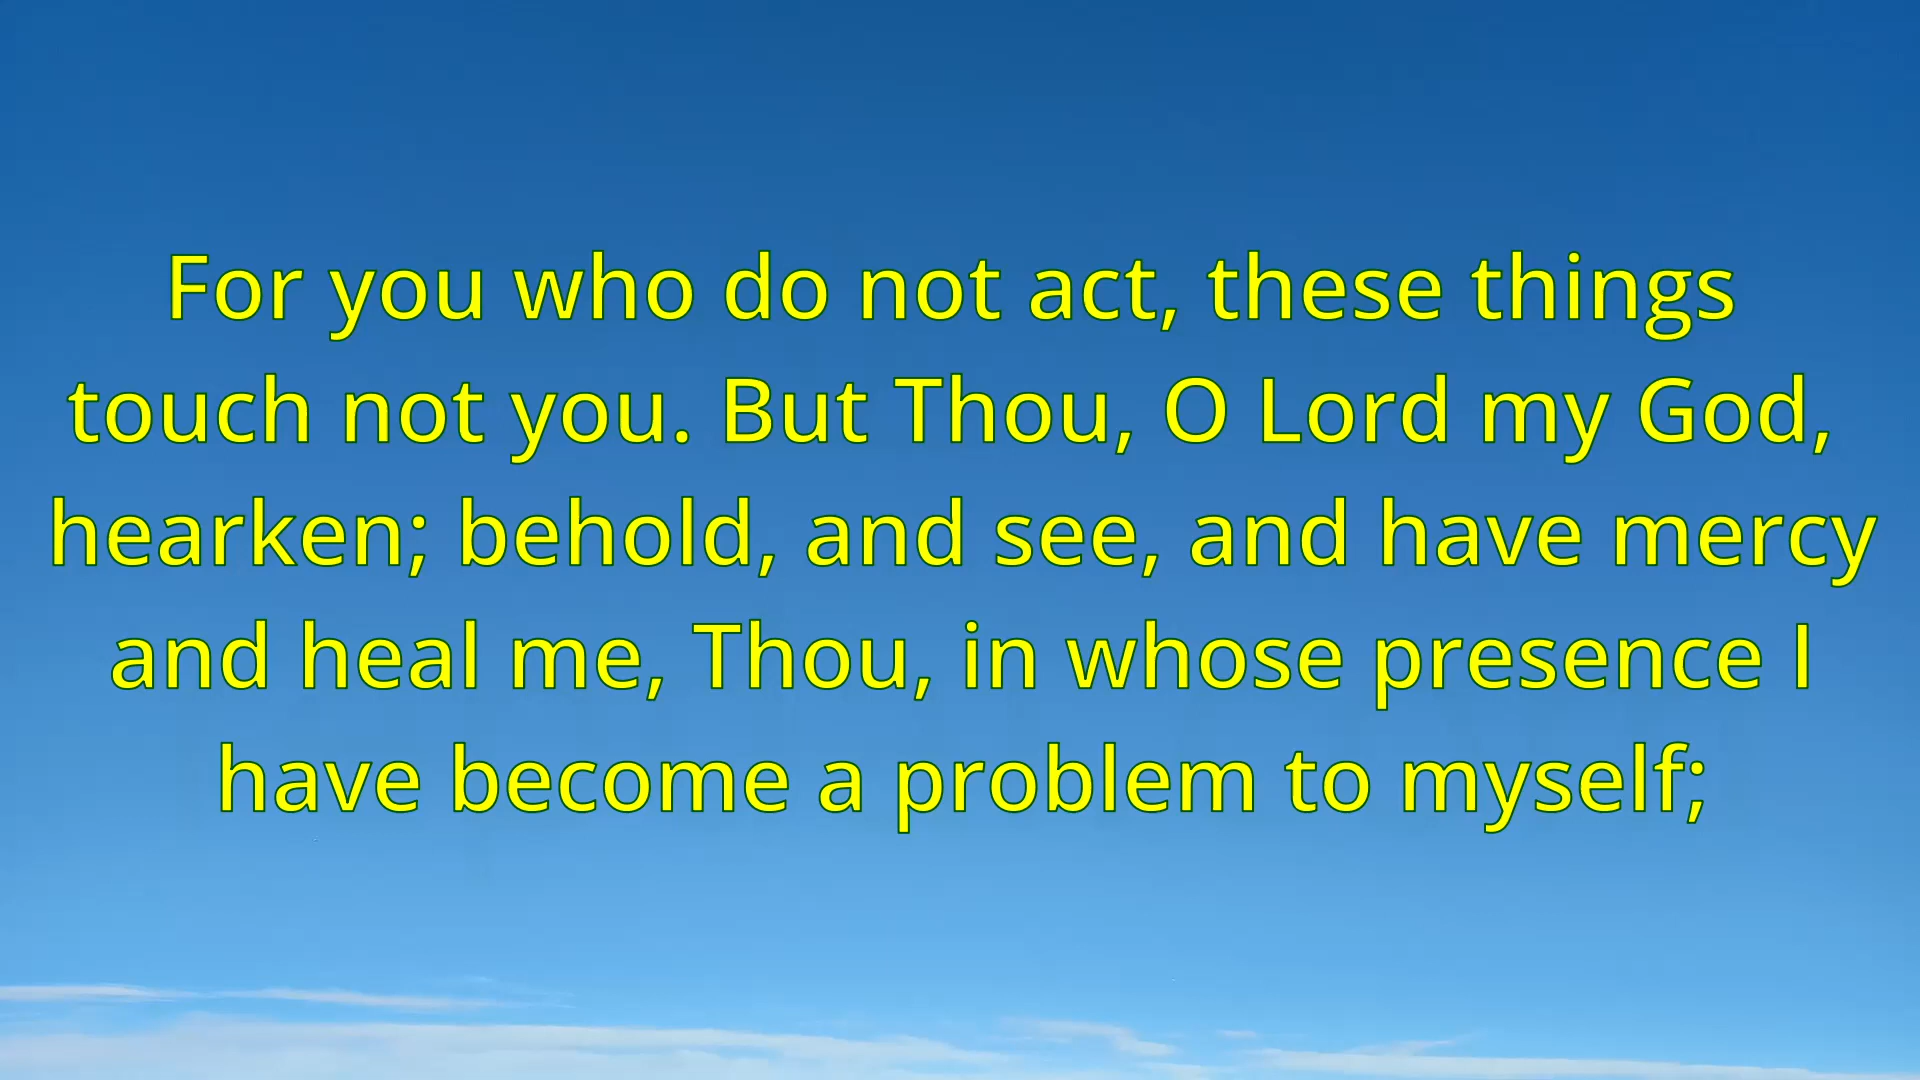 For you who do not act, these things
touch not you. But Thou, O Lord my God,
hearken; behold, and see, and have mercy
and heal me, Thou, in whose presence I
have become a problem to myself;